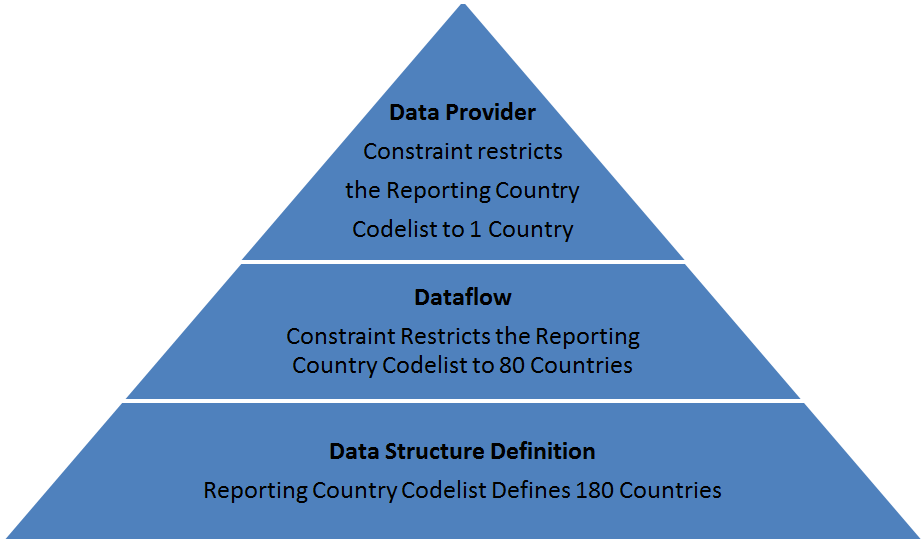 Data Provider
Constraint restricts
the Reporting Country
Codelist to 1 Country
Dataflow
Constraint Restricts the Reporting
Country Codelist to 80 Countries
Data Structure Definition
Reporting Country Codelist Defines 180 Countries